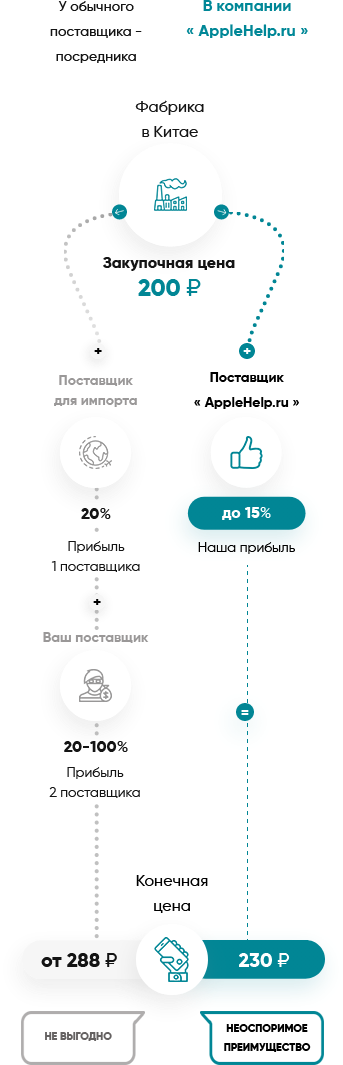 У обычного
поставщика -
посредника
В компании
« AppleHelp.ru »
Фабрика
в Китае
Закупочная цена
200 ₽
+
Поставщик
для импорта
20%
Прибыль
1 поставщика
+
Ваш поставщик
20-100%
Прибыль
2 поставщика
+
Поставщик
« AppleHelp.ru »
до 15%
Наша прибыль
=
Конечная
цена
от 288 ₽
230 ₽
НЕ ВЫГОДНО
НЕОСПОРИМОЕ
ПРЕИМУЩЕСТВО